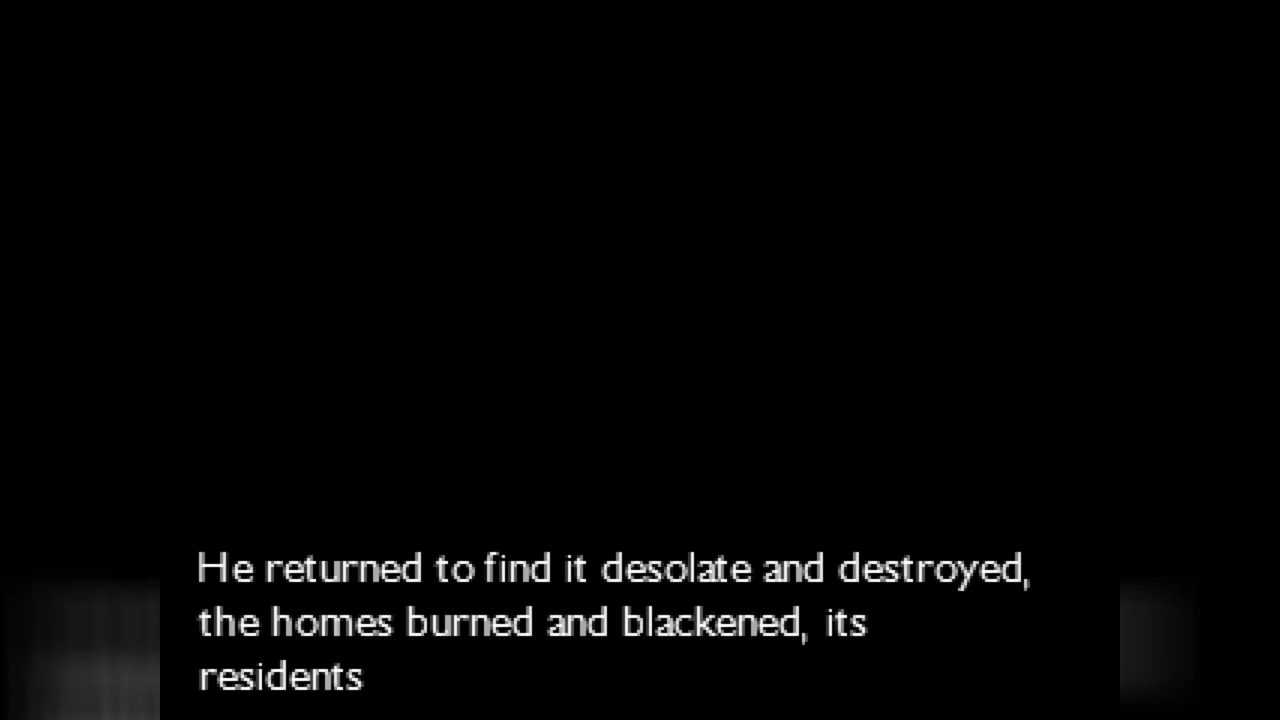 He returned to find it desolate and destroyed,
the homes burned and blackened, its
residents